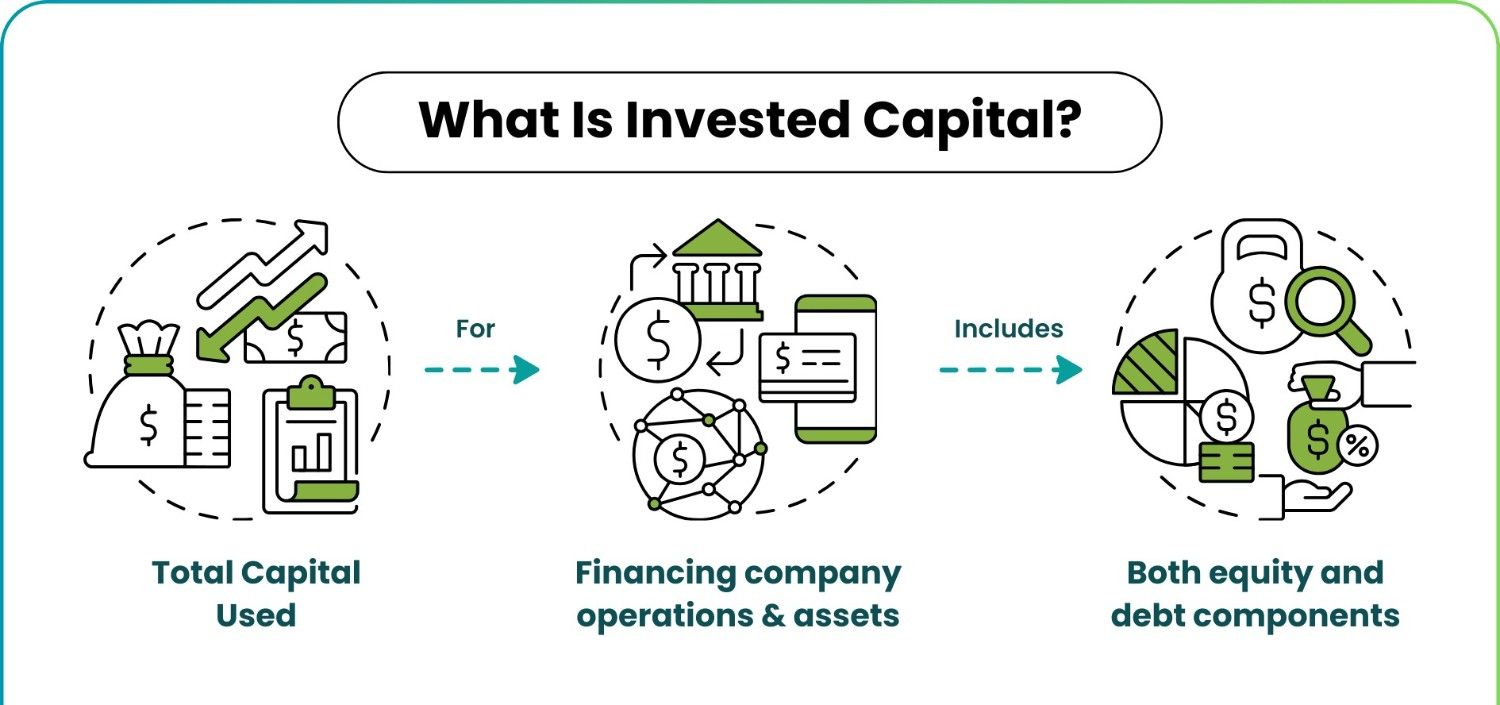 What Is Invested Capital?
For
Includes
$
$
$
$
$
$
$
$
%
Total Capital
Used
Financing company
operations & assets
Both equity and
debt components